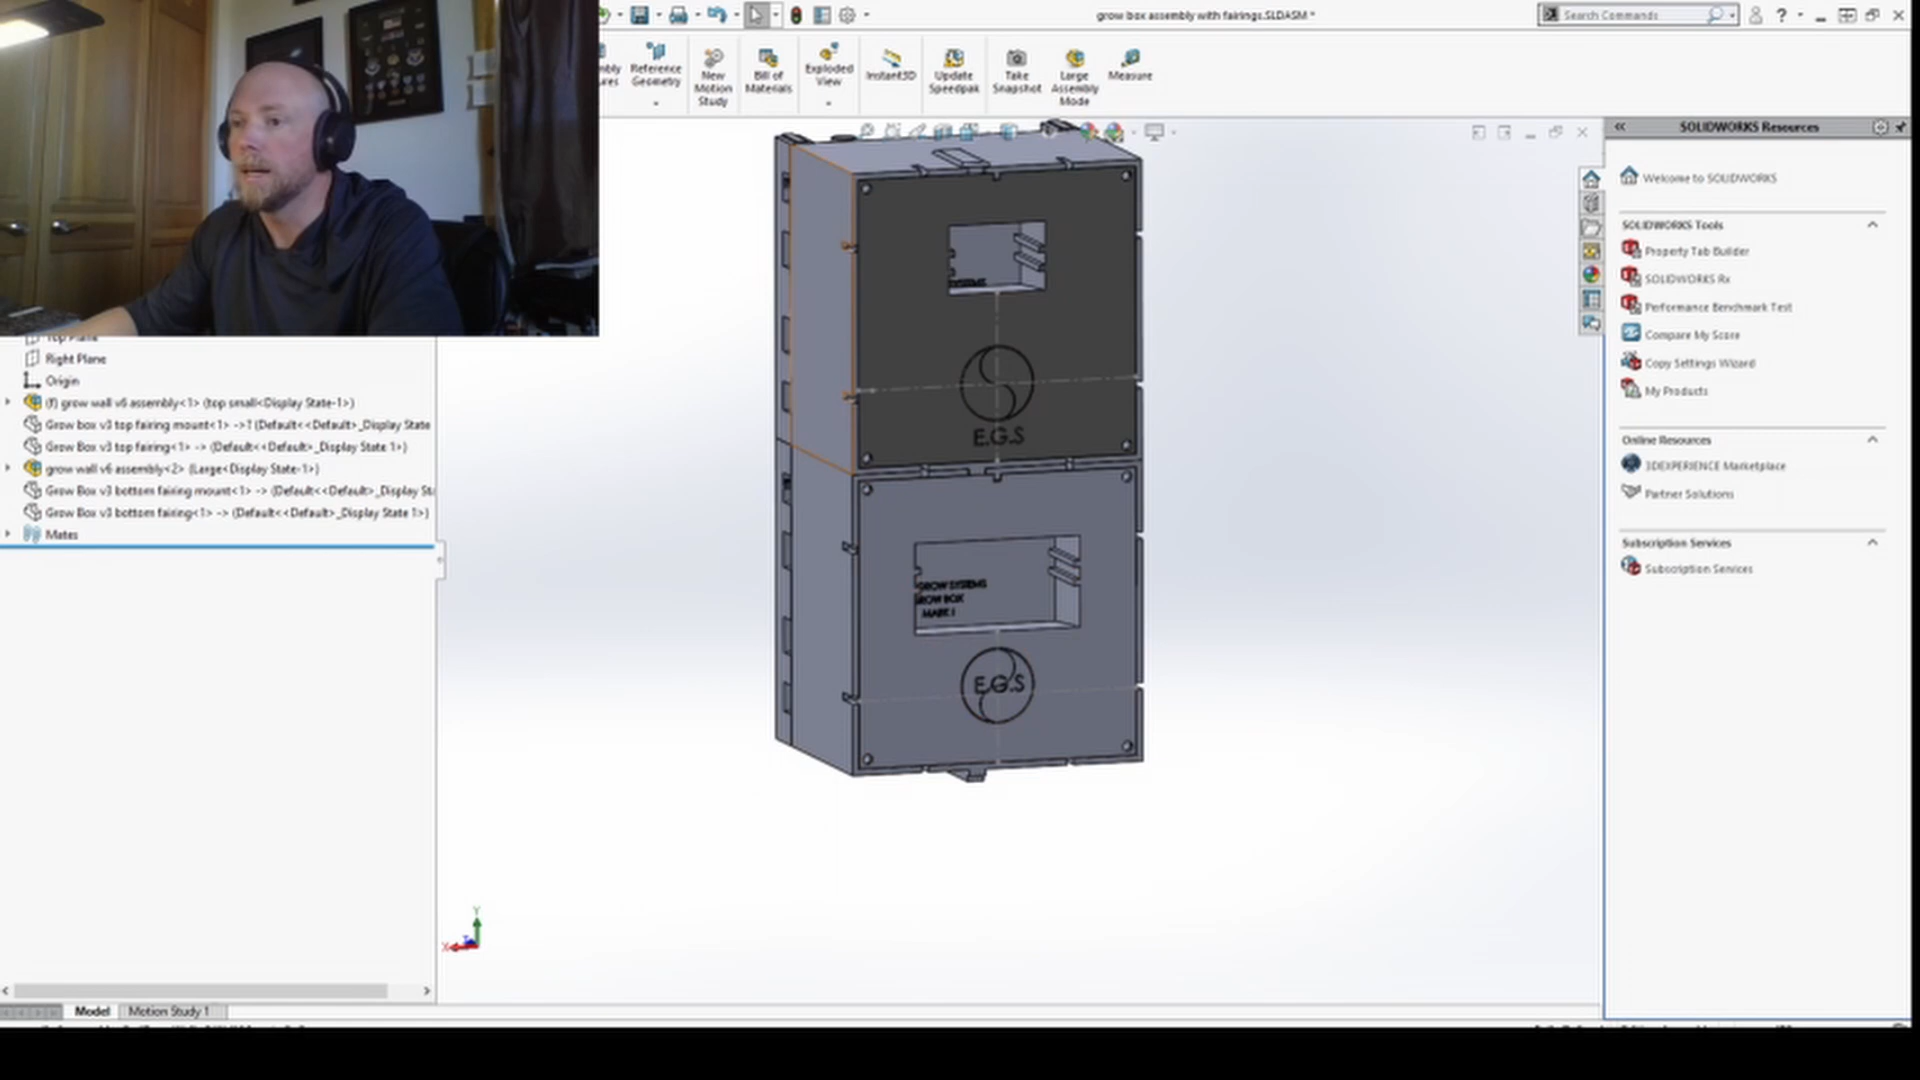 grow box assembly with fairings.SLDASM *
Search Commands
Reference Geometry
New Motion Study
Bill of Materials
Exploded View
Instant3D
Update Speedpak
Take Snapshot
Large Assembly Mode
Measure
SOLIDWORKS Resources
Welcome to SOLIDWORKS
SOLIDWORKS Tools
Property Tab Builder
SOLIDWORKS Rx
Performance Benchmark Test
Compare My Score
Copy Settings Wizard
My Products
Online Resources
3DEXPERIENCE Marketplace
Partner Solutions
Subscription Services
Subscription Services
Top Plane
Right Plane
Origin
(f) grow wall v6 assembly<1> (top small<Display State-1>)
Grow box v3 top fairing mount<1> ->? (Default<<Default>_Display State
Grow Box v3 top fairing<1> -> (Default<<Default>_Display State 1>)
grow wall v6 assembly<2> (Large<Display State-1>)
Grow Box v3 bottom fairing mount<1> -> (Default<<Default>_Display St
Grow Box v3 bottom fairing<1> -> (Default<<Default>_Display State 1>)
Mates
SYSTEMS
E.G.S
GROW SYSTEMS
ROW BOX
MARK I
E.G.S
Y
X
Model
Motion Study 1